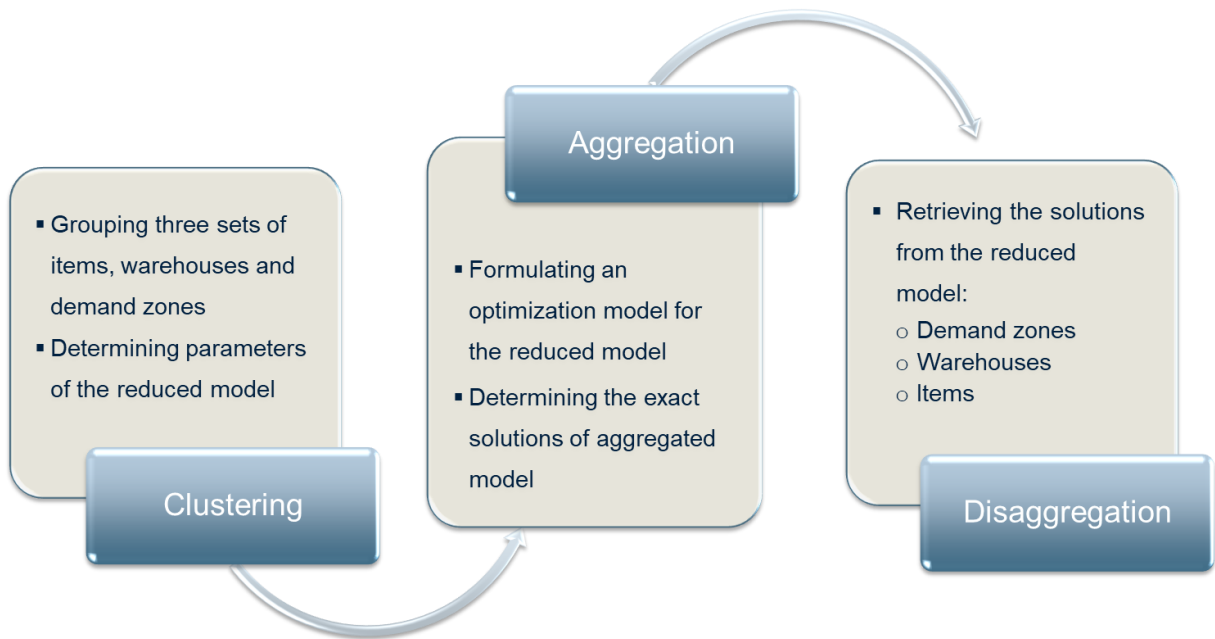 ▪ Grouping three sets of
items, warehouses and
demand zones
▪ Determining parameters
of the reduced model
Clustering
Aggregation
▪ Formulating an
optimization model for
the reduced model
▪ Determining the exact
solutions of aggregated
model
▪ Retrieving the solutions
from the reduced
model:
o Demand zones
o Warehouses
o Items
Disaggregation